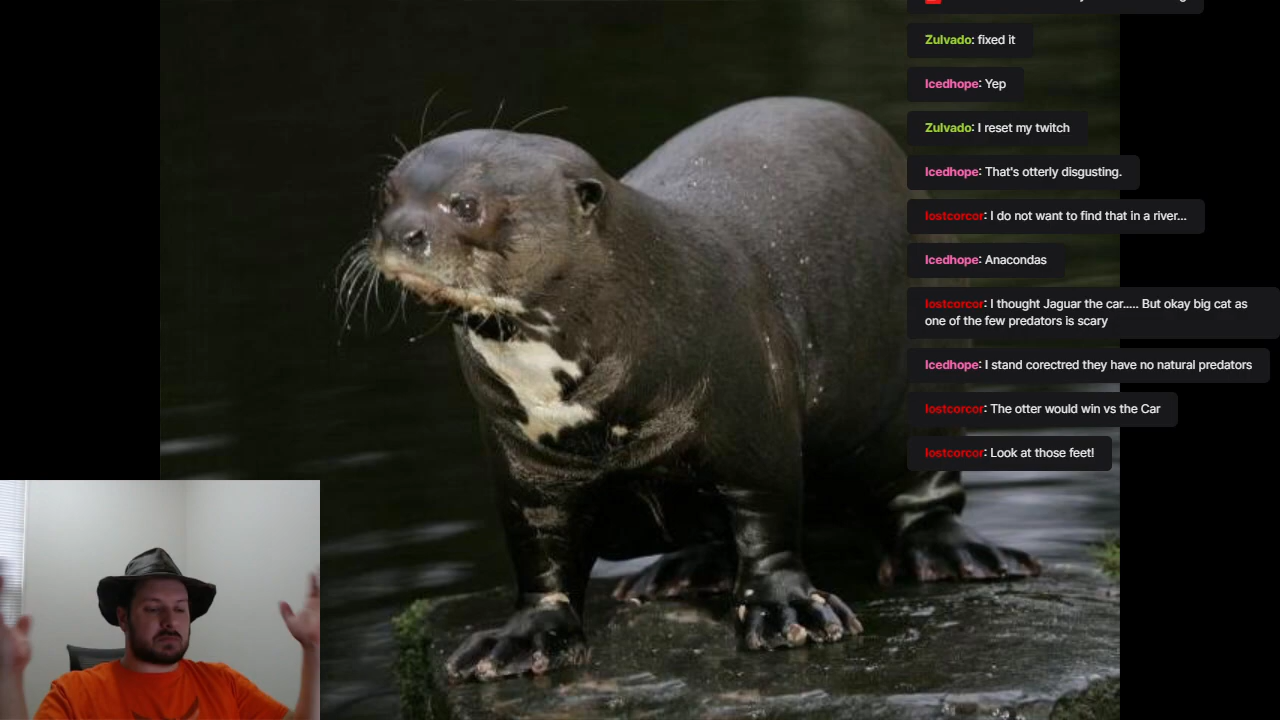 Zulvado: fixed it
Icedhope: Yep
Zulvado: I reset my twitch
Icedhope: That's otterly disgusting.
lostcorcor: I do not want to find that in a river...
Icedhope: Anacondas
lostcorcor: I thought Jaguar the car..... But okay big cat as
one of the few predators is scary
Icedhope: I stand corectred they have no natural predators
lostcorcor: The otter would win vs the Car
lostcorcor: Look at those feet!